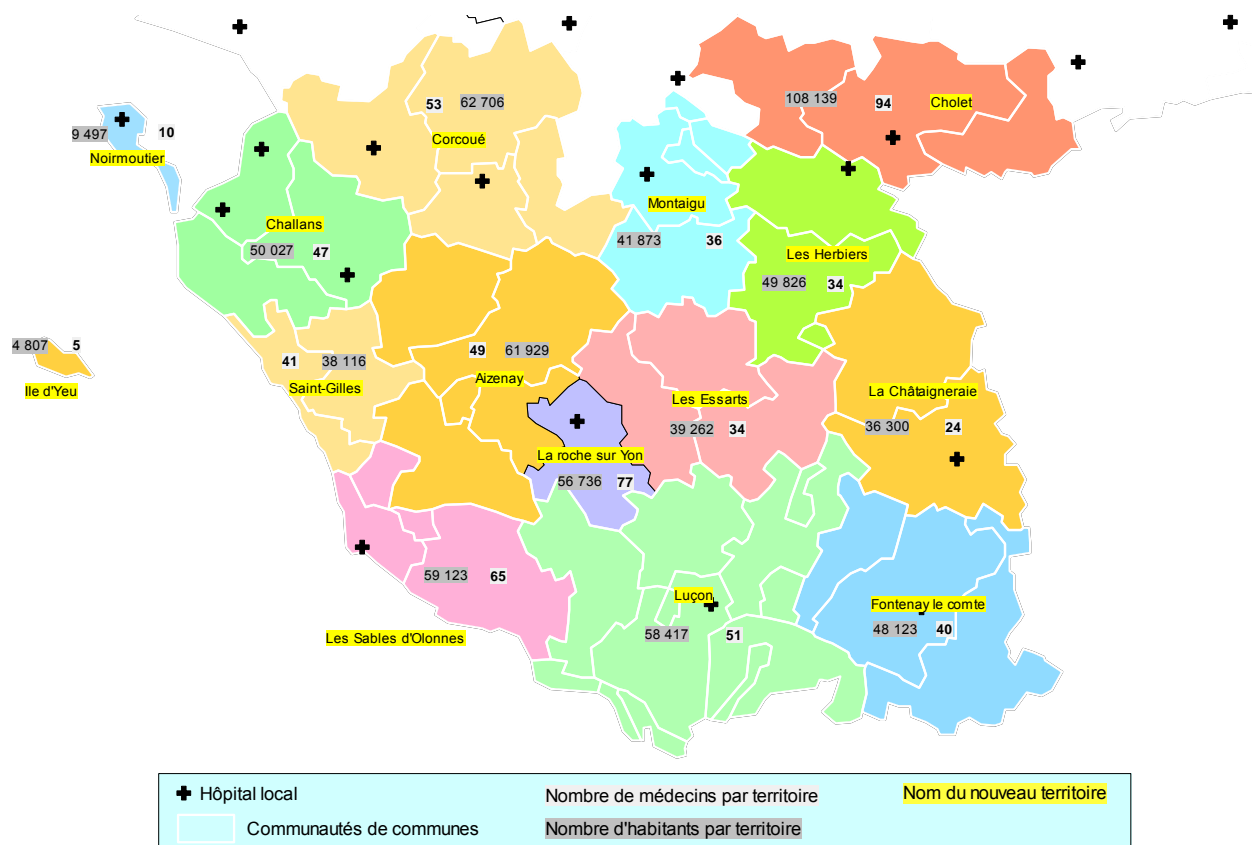 53 62 706
108 139 94 Cholet
9 497 10
Noirmoutier
Corcoué
Challans
50 027 47
Montaigu
41 873 36
Les Herbiers
49 826 34
4 807 5
Ile d'Yeu
41 38 116
Saint-Gilles
49 61 929
Aizenay
Les Essarts
39 262 34
La Châtaigneraie
36 300 24
La roche sur Yon
56 736 77
59 123 65
Les Sables d'Olonnes
Luçon
58 417 51
Fontenay le comte
48 123 40
Hôpital local
Nombre de médecins par territoire
Nom du nouveau territoire
Communautés de communes
Nombre d'habitants par territoire